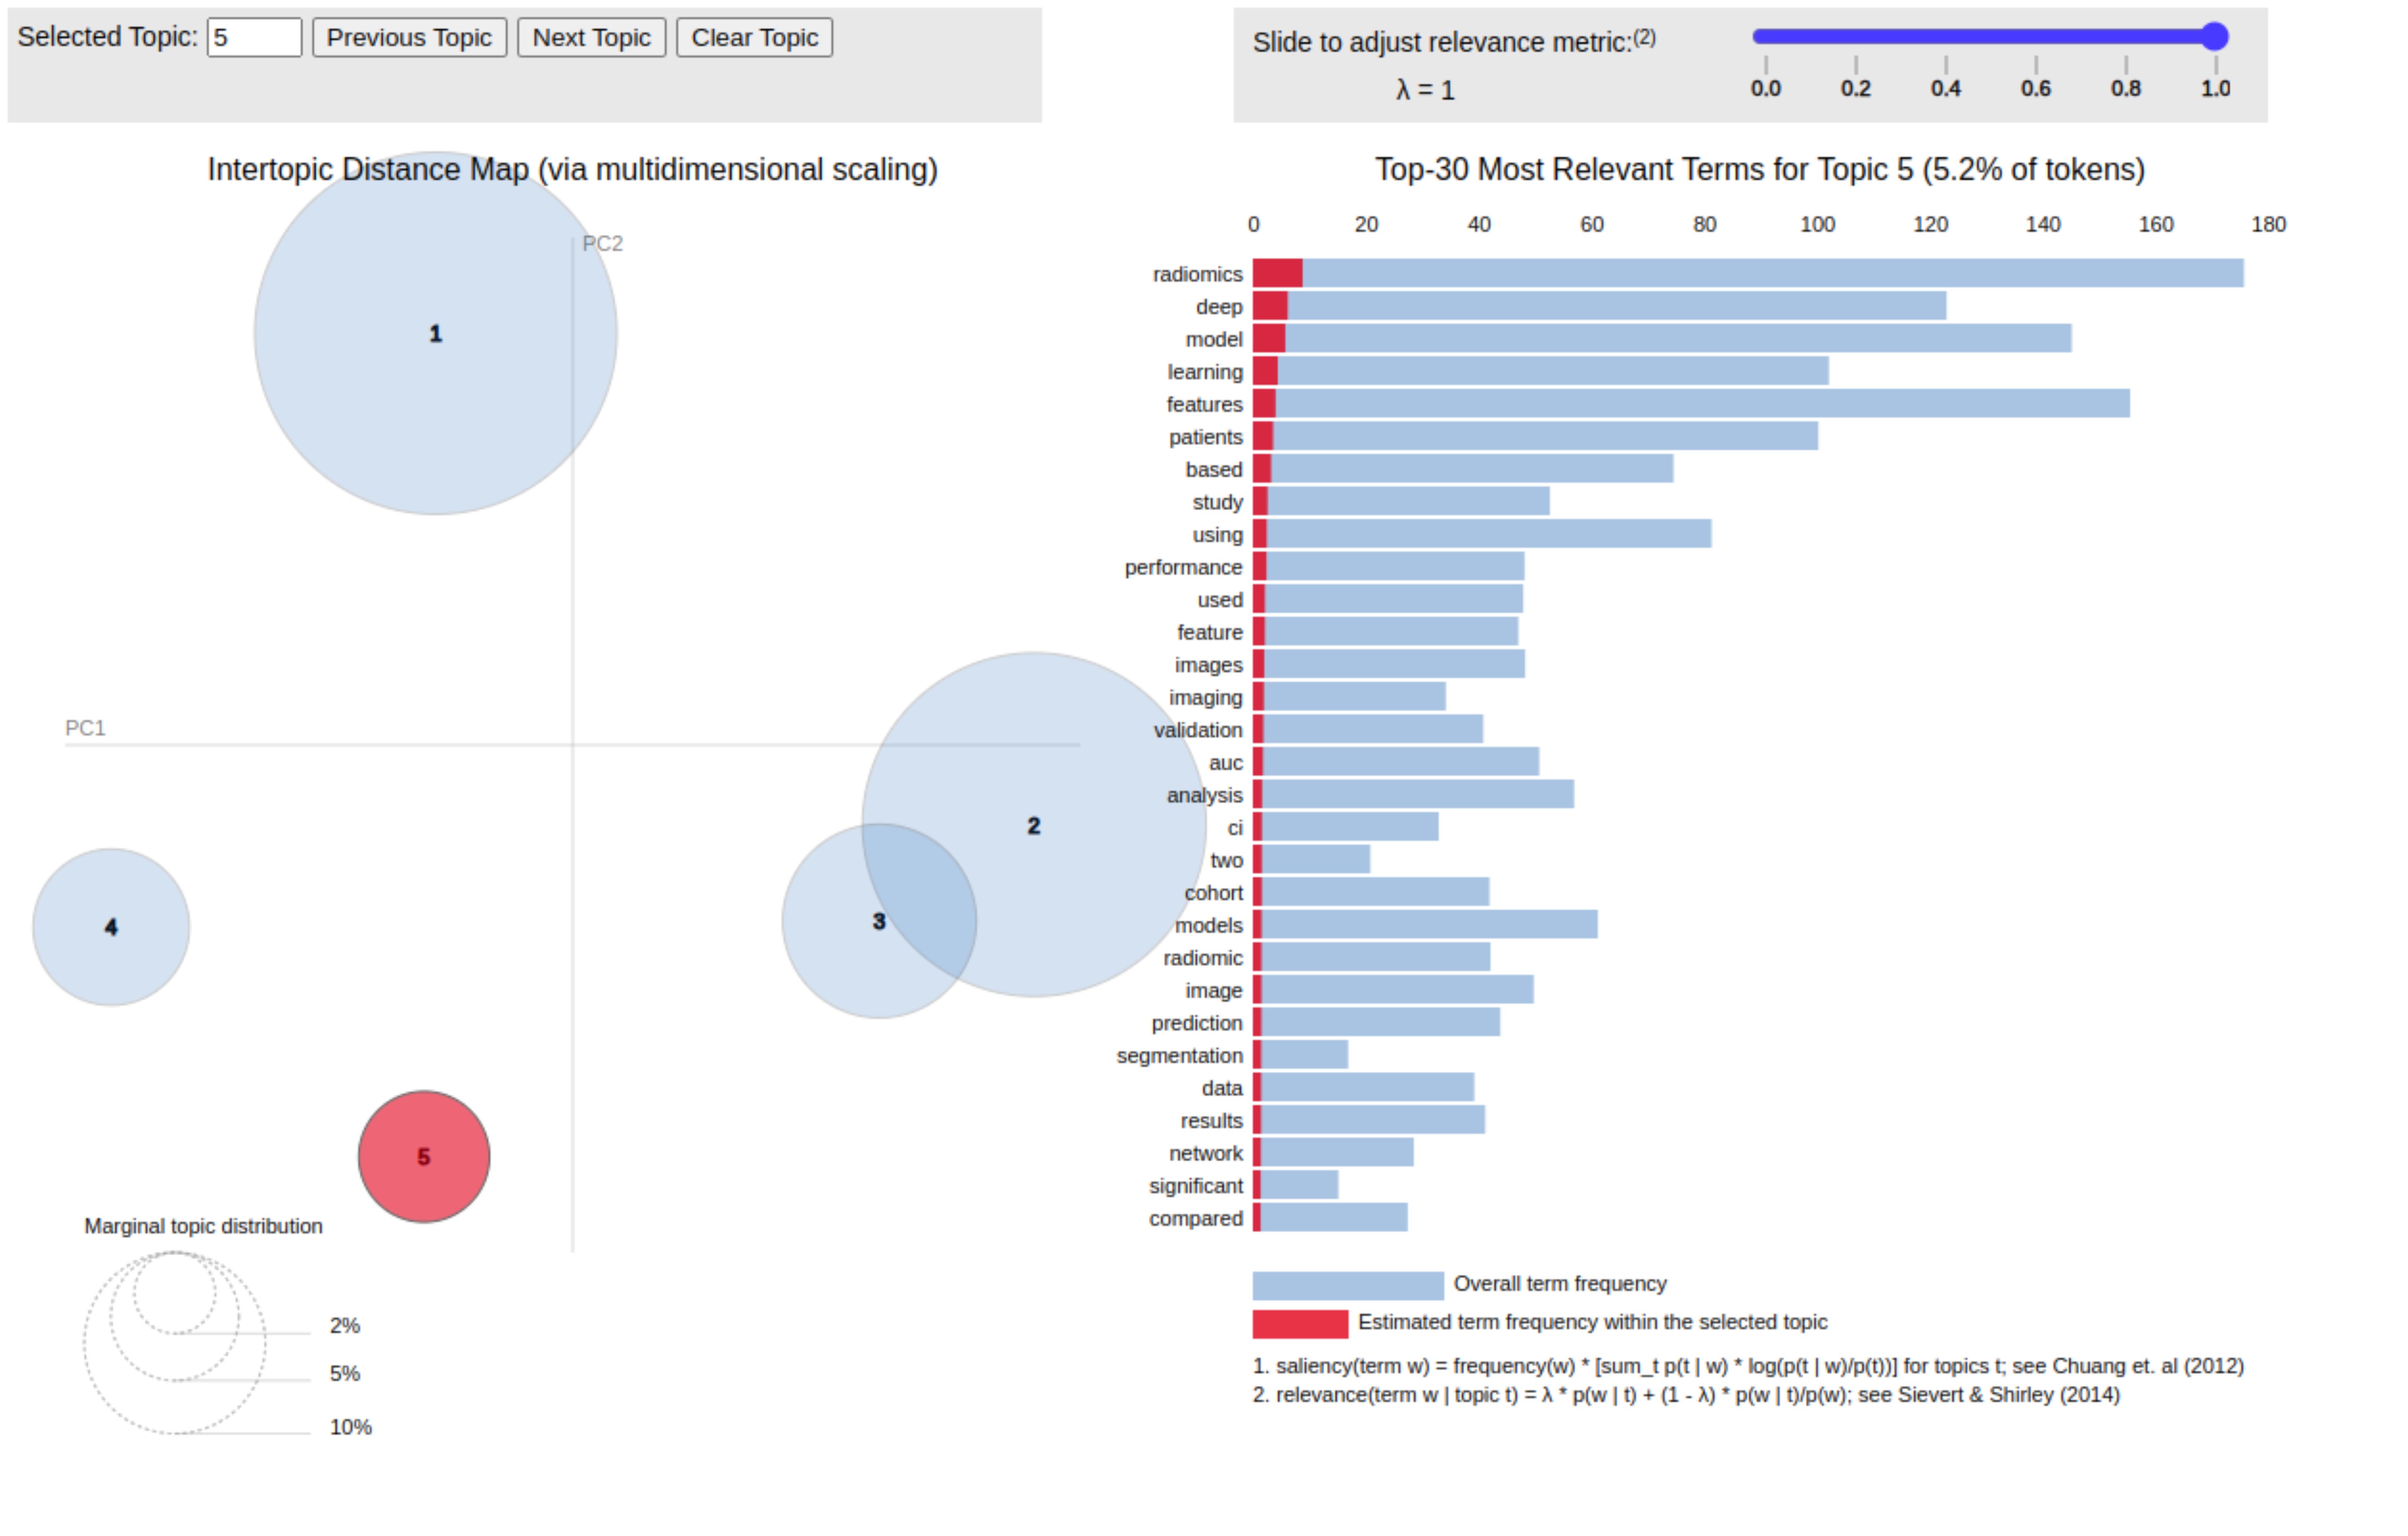 Selected Topic: 5 Previous Topic Next Topic Clear Topic
Slide to adjust relevance metric:(2)
λ = 1
0.0 0.2 0.4 0.6 0.8 1.0
Intertopic Distance Map (via multidimensional scaling)
PC2
PC1
1
2
3
4
5
Marginal topic distribution
2%
5%
10%
Top-30 Most Relevant Terms for Topic 5 (5.2% of tokens)
0 20 40 60 80 100 120 140 160 180
radiomics
deep
model
learning
features
patients
based
study
using
performance
used
feature
images
imaging
validation
auc
analysis
ci
two
cohort
models
radiomic
image
prediction
segmentation
data
results
network
significant
compared
Overall term frequency
Estimated term frequency within the selected topic
1. saliency(term w) = frequency(w) * [sum_t p(t | w) * log(p(t | w)/p(t))] for topics t; see Chuang et. al (2012)
2. relevance(term w | topic t) = λ * p(w | t) + (1 - λ) * p(w | t)/p(w); see Sievert & Shirley (2014)